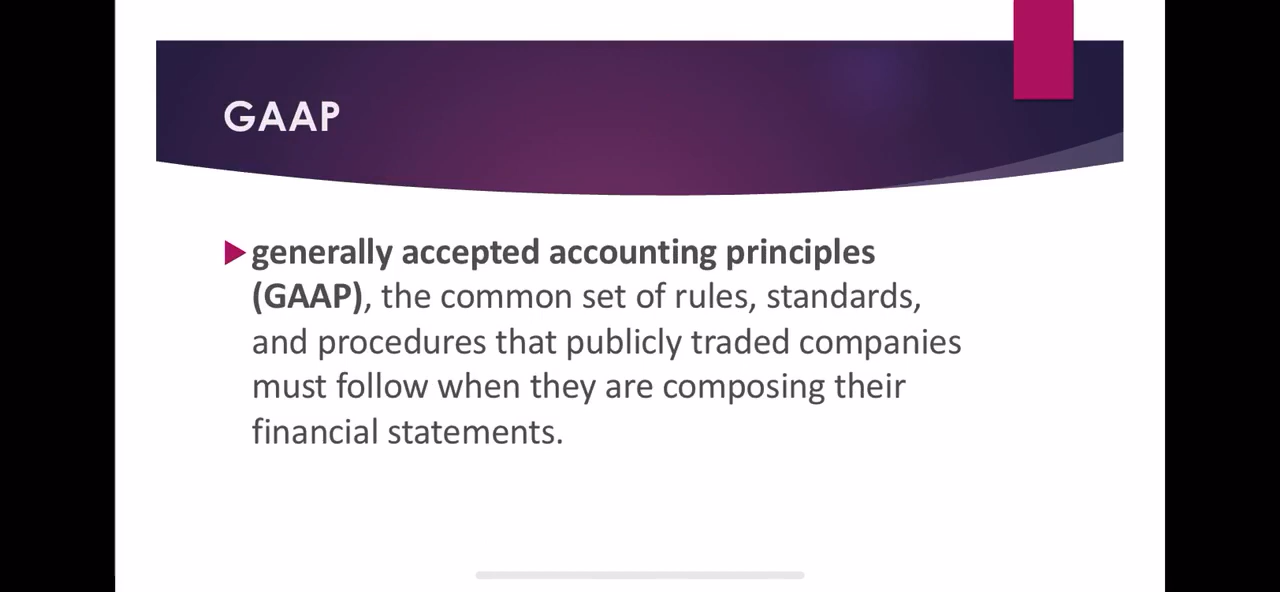 GAAP
generally accepted accounting principles
(GAAP), the common set of rules, standards,
and procedures that publicly traded companies
must follow when they are composing their
financial statements.